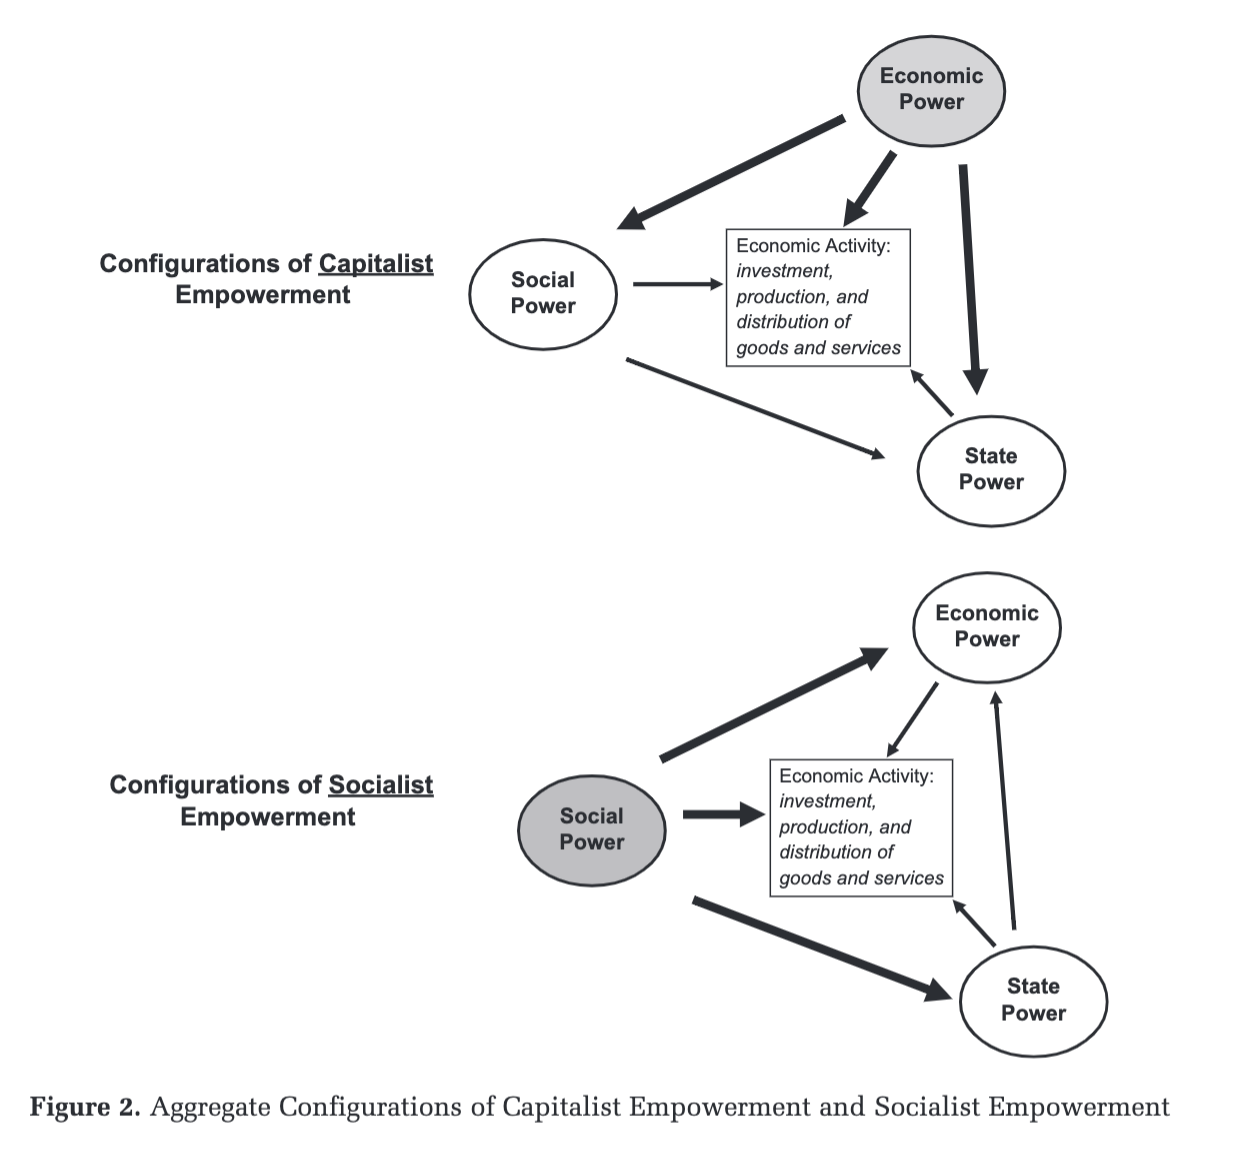 Economic
Power
Configurations of Capitalist
Empowerment
Social
Power
Economic Activity:
investment,
production, and
distribution of
goods and services
State
Power
Economic
Power
Configurations of Socialist
Empowerment
Social
Power
Economic Activity:
investment,
production, and
distribution of
goods and services
State
Power
Figure 2. Aggregate Configurations of Capitalist Empowerment and Socialist Empowerment